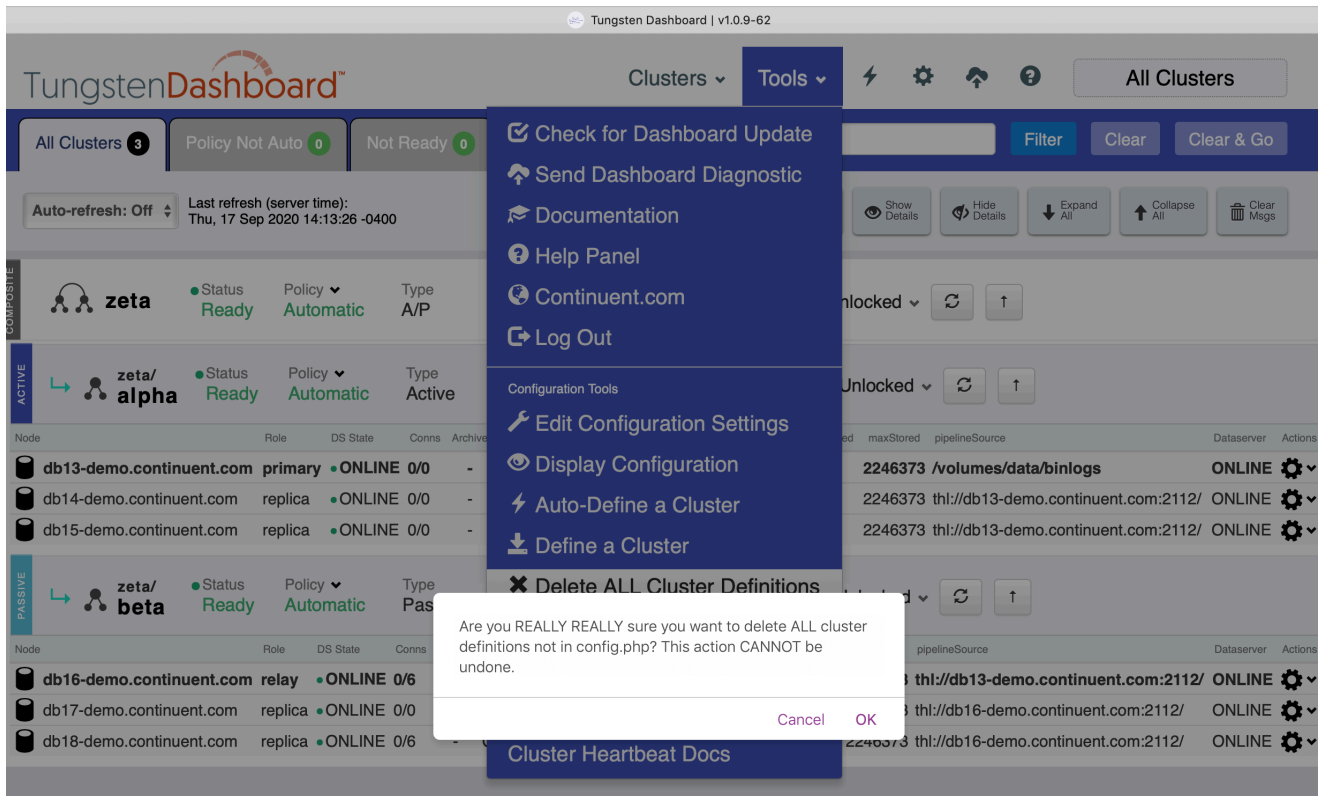 Tungsten Dashboard | v1.0.9-62
TungstenDashboard™
Clusters
Tools
All Clusters
All Clusters 3
Policy Not Auto 0
Not Ready 0
Filter
Clear
Clear & Go
Auto-refresh: Off
Last refresh (server time):
Thu, 17 Sep 2020 14:13:26 -0400
Show Details
Hide Details
Expand All
Collapse All
Clear Msgs
Check for Dashboard Update
Send Dashboard Diagnostic
Documentation
Help Panel
Continuent.com
Log Out
Configuration Tools
Edit Configuration Settings
Display Configuration
Auto-Define a Cluster
Define a Cluster
Delete ALL Cluster Definitions
Cluster Heartbeat Docs
COMPOSITE
zeta
Status
Ready
Policy
Automatic
Type
A/P
ACTIVE
zeta/
alpha
Status
Ready
Policy
Automatic
Type
Active
Unlocked
Node Role DS State Conns Archive maxStored pipelineSource Dataserver Actions
db13-demo.continuent.com primary ONLINE 0/0 - 2246373 /volumes/data/binlogs ONLINE
db14-demo.continuent.com replica ONLINE 0/0 - 2246373 thl://db13-demo.continuent.com:2112/ ONLINE
db15-demo.continuent.com replica ONLINE 0/0 - 2246373 thl://db13-demo.continuent.com:2112/ ONLINE
PASSIVE
zeta/
beta
Status
Ready
Policy
Automatic
Type
Pas
Node Role DS State Conns pipelineSource Dataserver Actions
db16-demo.continuent.com relay ONLINE 0/6 thl://db13-demo.continuent.com:2112/ ONLINE
db17-demo.continuent.com replica ONLINE 0/0 thl://db16-demo.continuent.com:2112/ ONLINE
db18-demo.continuent.com replica ONLINE 0/6 - 2246373 thl://db16-demo.continuent.com:2112/ ONLINE
Are you REALLY REALLY sure you want to delete ALL cluster
definitions not in config.php? This action CANNOT be
undone.
Cancel
OK